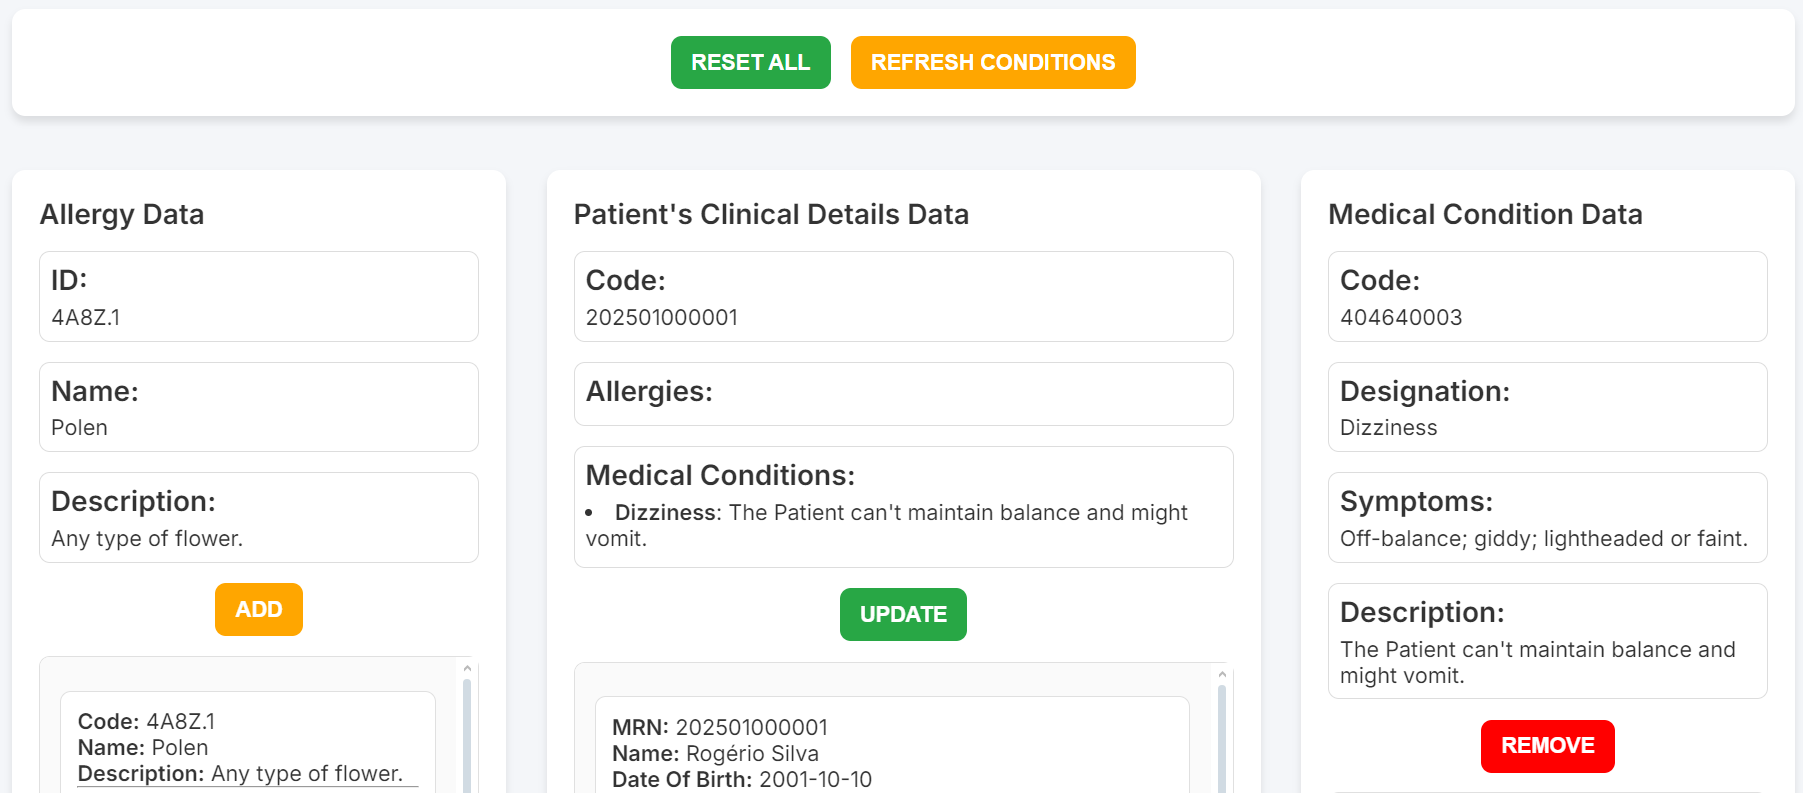 RESET ALL
REFRESH CONDITIONS
Allergy Data
ID:
4A8Z.1
Name:
Polen
Description:
Any type of flower.
ADD
Code: 4A8Z.1
Name: Polen
Description: Any type of flower.
Patient's Clinical Details Data
Code:
202501000001
Allergies:
Medical Conditions:
• Dizziness: The Patient can't maintain balance and might
vomit.
UPDATE
MRN: 202501000001
Name: Rogério Silva
Date Of Birth: 2001-10-10
Medical Condition Data
Code:
404640003
Designation:
Dizziness
Symptoms:
Off-balance; giddy; lightheaded or faint.
Description:
The Patient can't maintain balance and
might vomit.
REMOVE